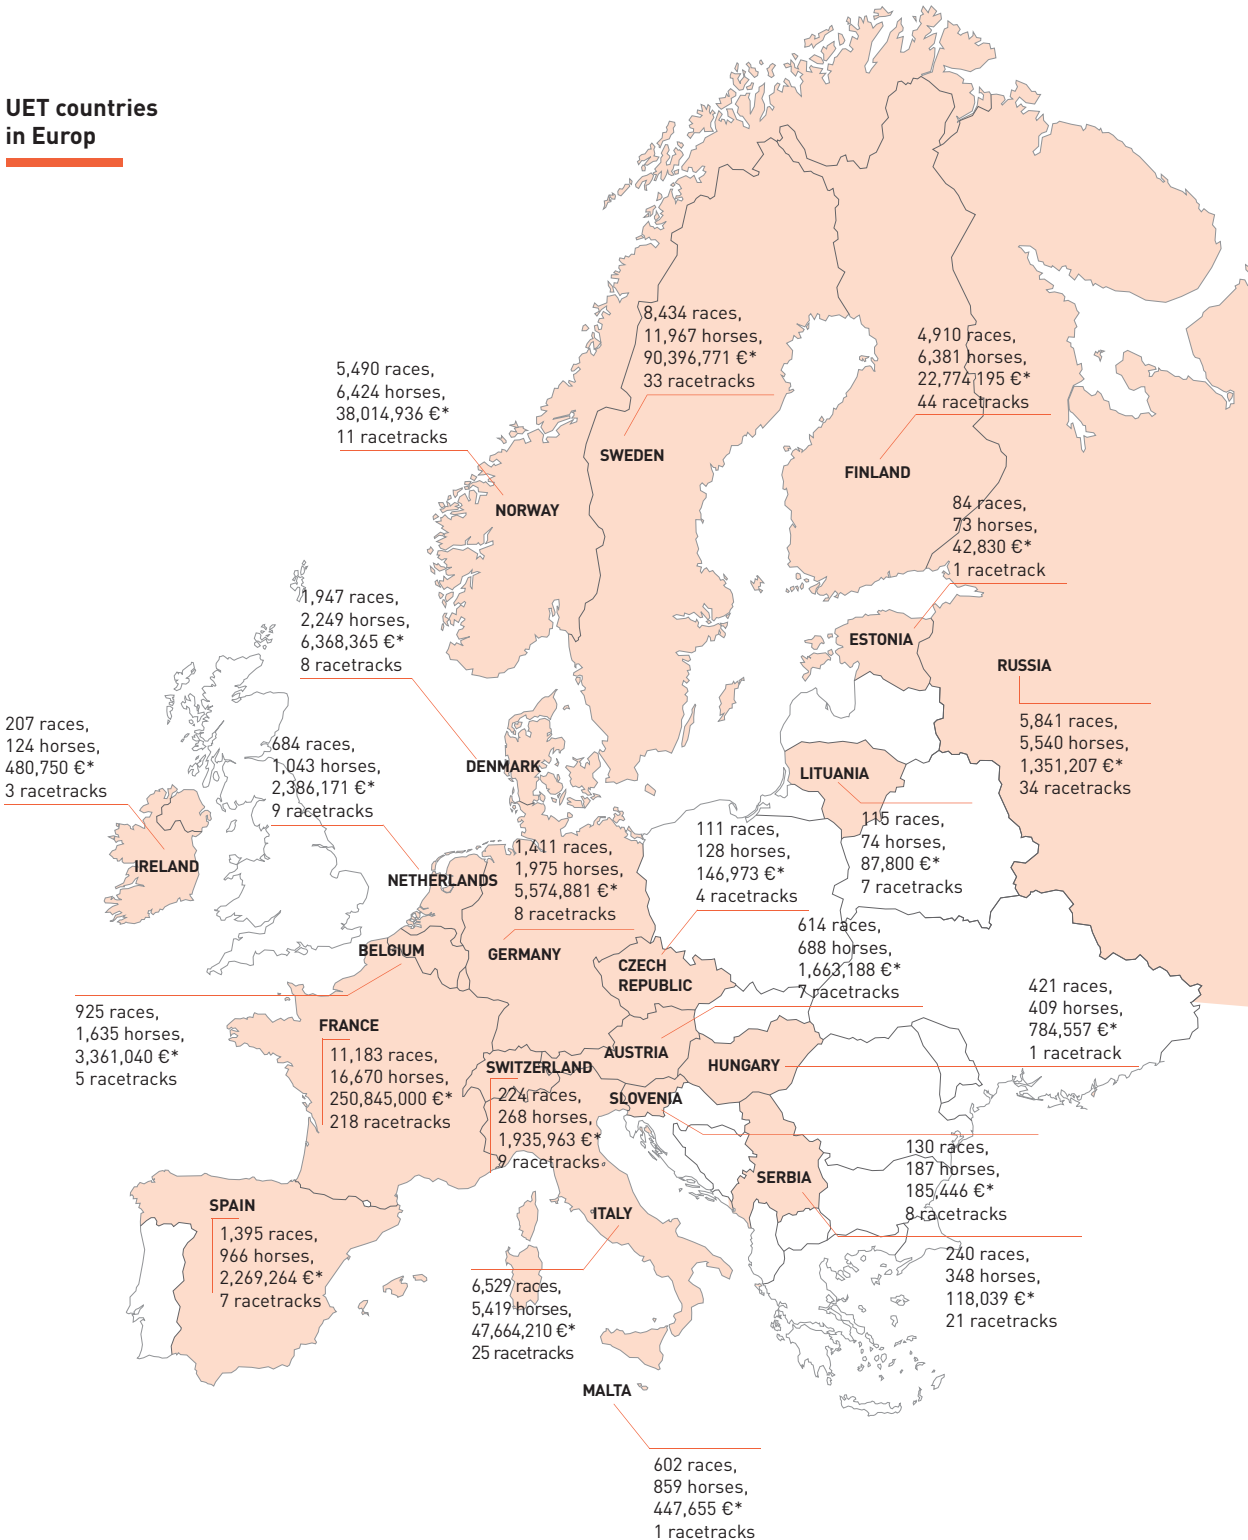 UET countries
in Europ
8,434 races,
11,967 horses,
90,396,771 €*
33 racetracks
SWEDEN
4,910 races,
6,381 horses,
22,774 195 €*
44 racetracks
FINLAND
5,490 races,
6,424 horses,
38,014,936 €*
11 racetracks
NORWAY
84 races,
73 horses,
42,830 €*
1 racetrack
ESTONIA
1,947 races,
2,249 horses,
6,368,365 €*
8 racetracks
DENMARK
RUSSIA
5,841 races,
5,540 horses,
1,351,207 €*
34 racetracks
207 races,
124 horses,
480,750 €*
3 racetracks
IRELAND
684 races,
1,043 horses,
2,386,171 €*
9 racetracks
NETHERLANDS
LITUANIA
115 races,
74 horses,
87,800 €*
7 racetracks
1,411 races,
1,975 horses,
5,574,881 €*
8 racetracks
GERMANY
111 races,
128 horses,
146,973 €*
4 racetracks
CZECH
REPUBLIC
614 races,
688 horses,
1,663,188 €*
7 racetracks
AUSTRIA
BELGIUM
925 races,
1,635 horses,
3,361,040 €*
5 racetracks
FRANCE
11,183 races,
16,670 horses,
250,845,000 €*
218 racetracks
SWITZERLAND
224 races,
268 horses,
1,935,963 €*
9 racetracks
421 races,
409 horses,
784,557 €*
1 racetrack
HUNGARY
SLOVENIA
130 races,
187 horses,
185,446 €*
8 racetracks
SERBIA
240 races,
348 horses,
118,039 €*
21 racetracks
SPAIN
1,395 races,
966 horses,
2,269,264 €*
7 racetracks
ITALY
6,529 races,
5,419 horses,
47,664,210 €*
25 racetracks
MALTA
602 races,
859 horses,
447,655 €*
1 racetracks